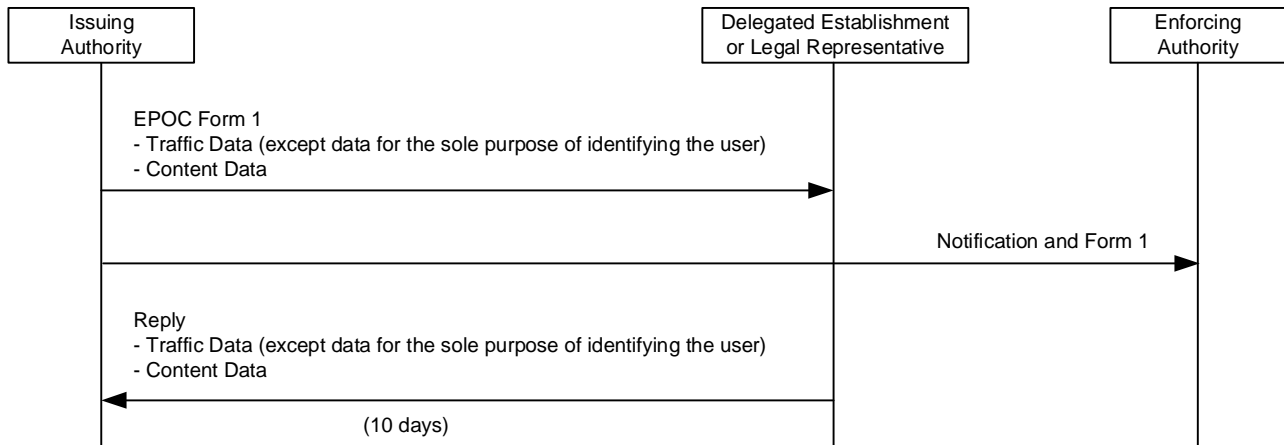 Issuing
Authority
Delegated Establishment
or Legal Representative
Enforcing
Authority
EPOC Form 1
- Traffic Data (except data for the sole purpose of identifying the user)
- Content Data
Notification and Form 1
Reply
- Traffic Data (except data for the sole purpose of identifying the user)
- Content Data
(10 days)